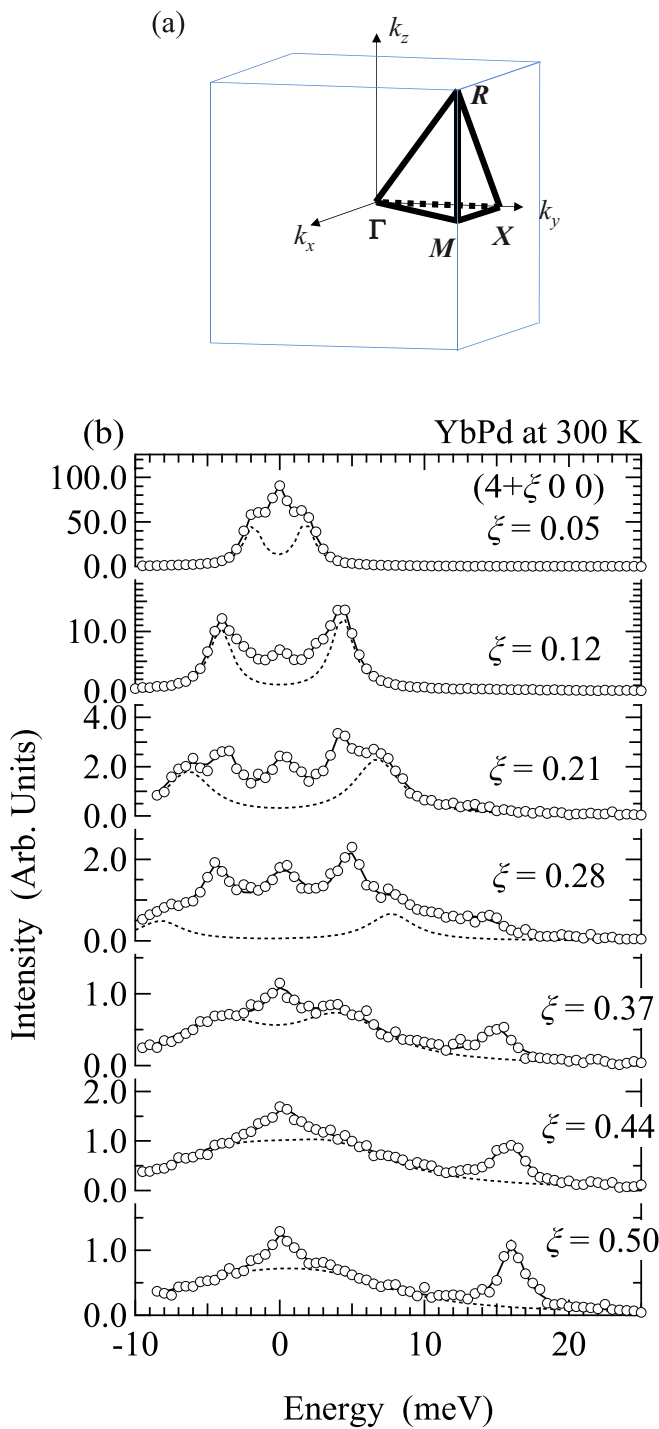 (a)
k_z
R
Γ
k_y
k_x
M
X
(b)
YbPd at 300 K
100.0
(4+ξ 0 0)
50.0
ξ = 0.05
0.0
10.0
ξ = 0.12
0.0
4.0
2.0
ξ = 0.21
0.0
2.0
ξ = 0.28
0.0
1.0
ξ = 0.37
0.0
2.0
ξ = 0.44
1.0
0.0
ξ = 0.50
1.0
0.0
-10
0
10
20
Energy (meV)
Intensity (Arb. Units)